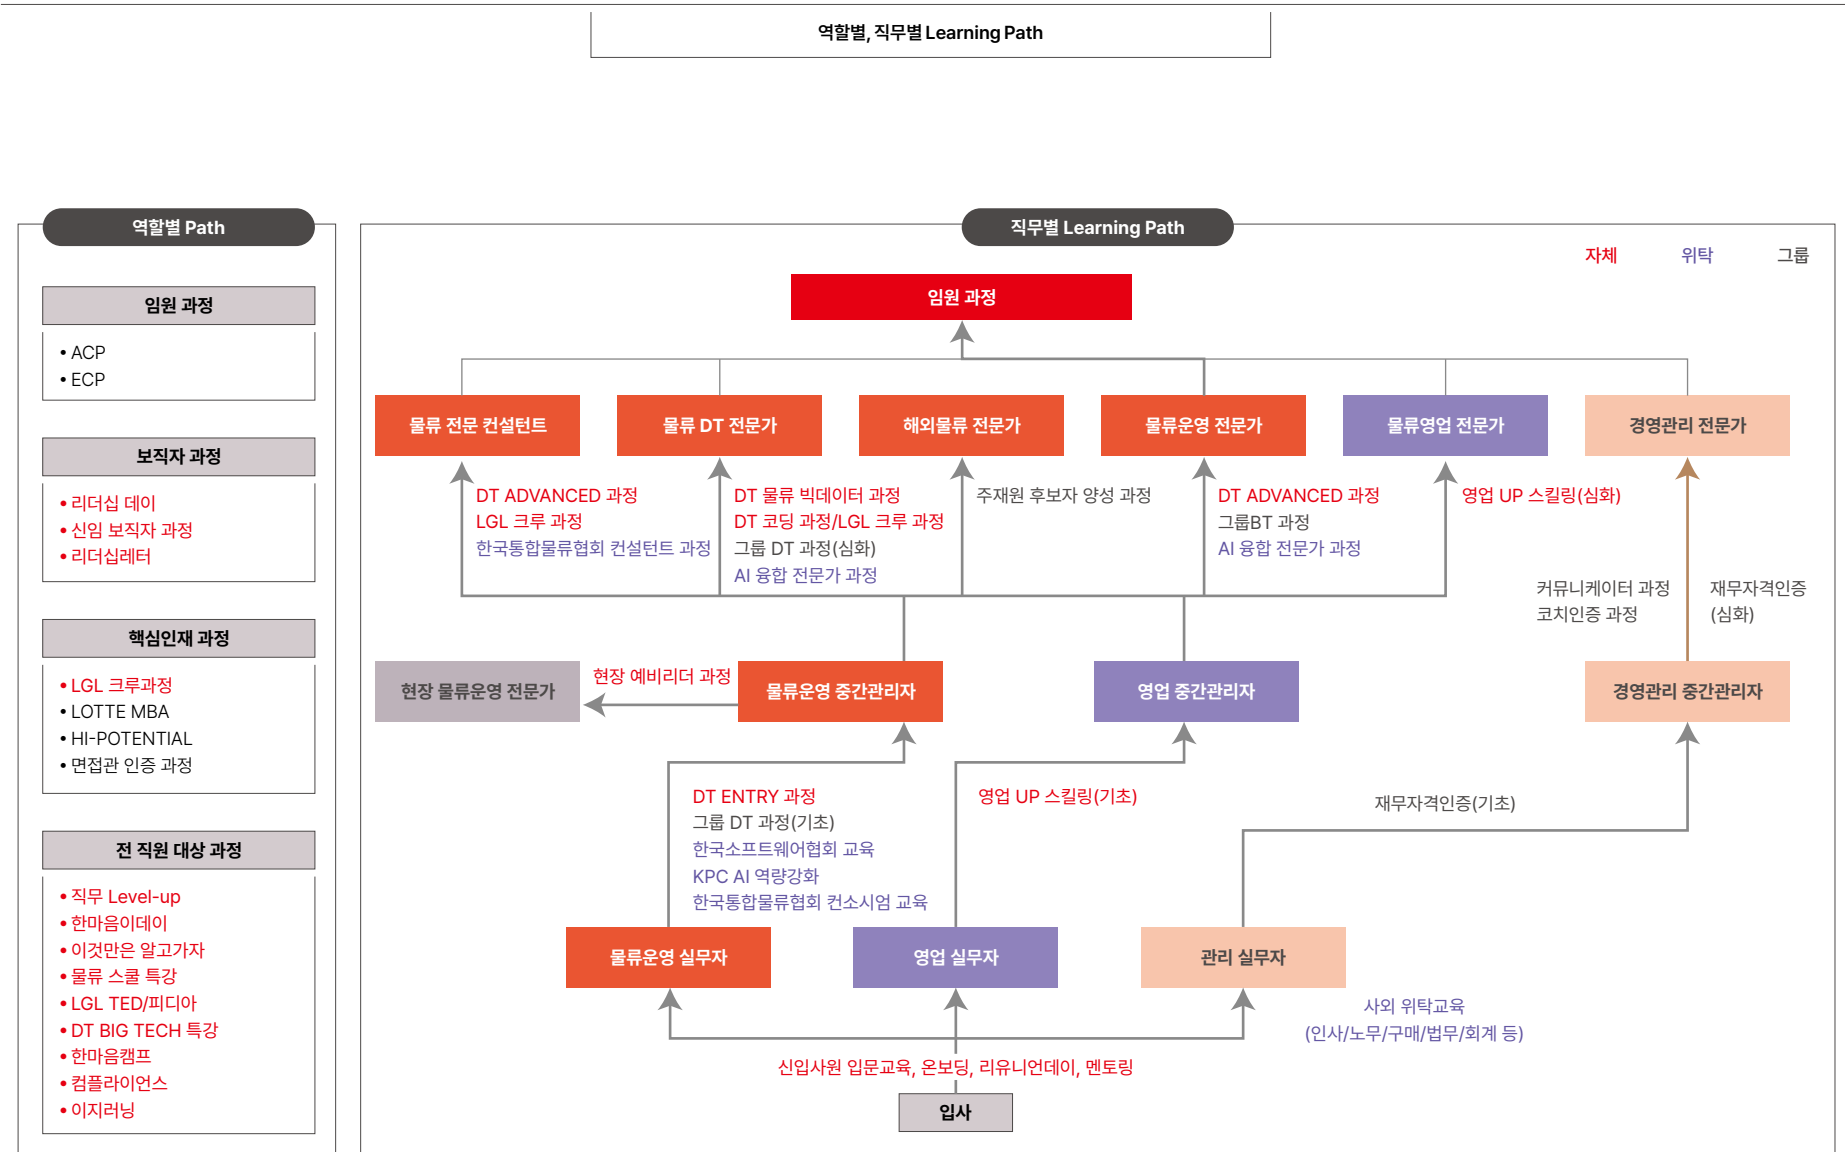 역할별, 직무별 Learning Path
역할별 Path
임원 과정
• ACP
• ECP
보직자 과정
• 리더십 데이
• 신임 보직자 과정
• 리더십레터
핵심인재 과정
• LGL 크루과정
• LOTTE MBA
• HI-POTENTIAL
• 면접관 인증 과정
전 직원 대상 과정
• 직무 Level-up
• 한마음이데이
• 이것만은 알고가자
• 물류 스쿨 특강
• LGL TED/피디아
• DT BIG TECH 특강
• 한마음캠프
• 컴플라이언스
• 이지러닝
직무별 Learning Path
자체 위탁 그룹
임원 과정
물류 전문 컨설턴트
물류 DT 전문가
해외물류 전문가
물류운영 전문가
물류영업 전문가
경영관리 전문가
DT ADVANCED 과정
LGL 크루 과정
한국통합물류협회 컨설턴트 과정
DT 물류 빅데이터 과정
DT 코딩 과정/LGL 크루 과정
그룹 DT 과정(심화)
AI 융합 전문가 과정
주재원 후보자 양성 과정
DT ADVANCED 과정
그룹BT 과정
AI 융합 전문가 과정
영업 UP 스킬링(심화)
커뮤니케이터 과정
코치인증 과정
재무자격인증
(심화)
현장 물류운영 전문가
현장 예비리더 과정
물류운영 중간관리자
영업 중간관리자
경영관리 중간관리자
DT ENTRY 과정
그룹 DT 과정(기초)
한국소프트웨어협회 교육
KPC AI 역량강화
한국통합물류협회 컨소시엄 교육
영업 UP 스킬링(기초)
재무자격인증(기초)
물류운영 실무자
영업 실무자
관리 실무자
사외 위탁교육
(인사/노무/구매/법무/회계 등)
신입사원 입문교육, 온보딩, 리유니언데이, 멘토링
입사